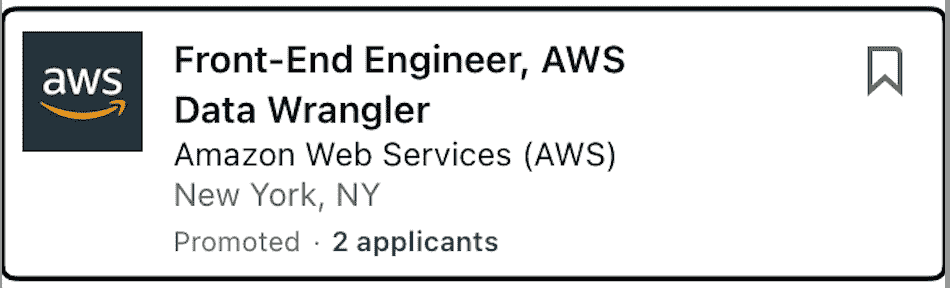 aws
Front-End Engineer, AWS
Data Wrangler
Amazon Web Services (AWS)
New York, NY
Promoted · 2 applicants